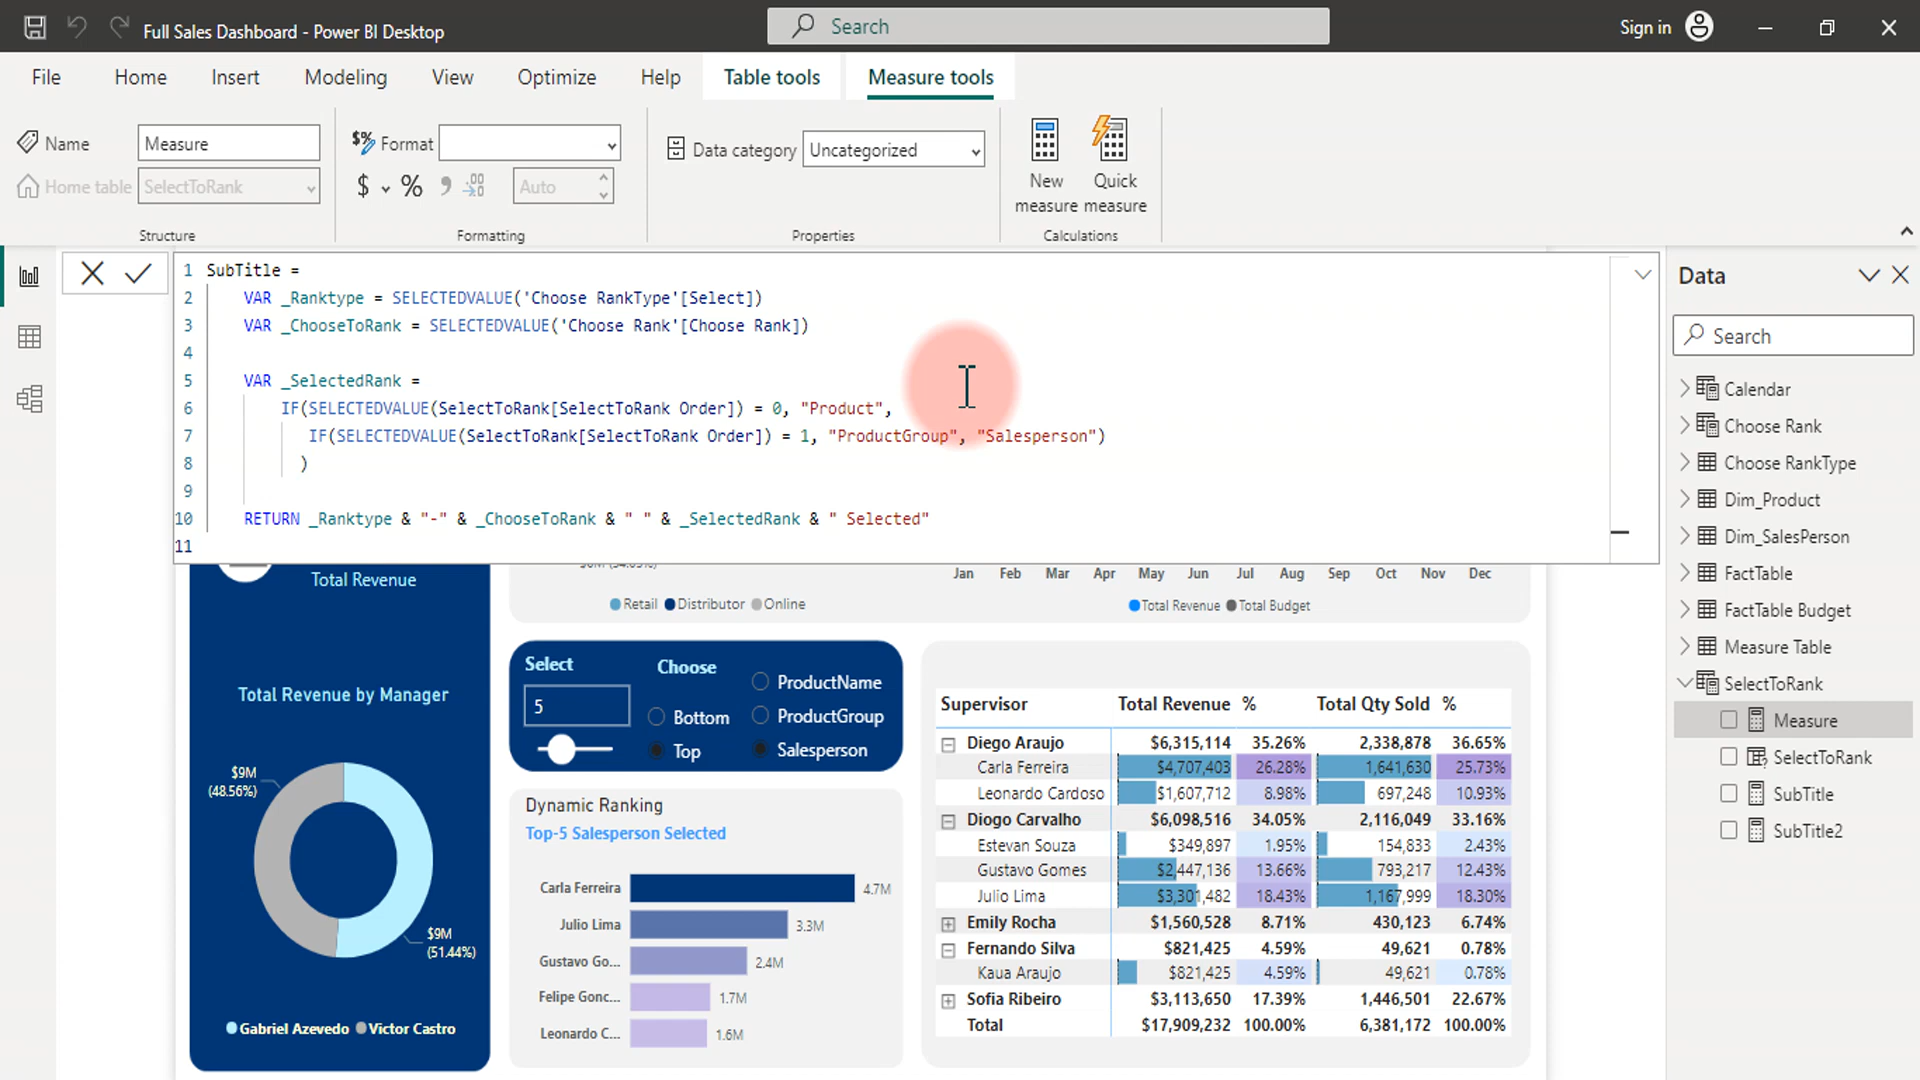 Full Sales Dashboard - Power BI Desktop
Search
Sign in
File Home Insert Modeling View Optimize Help Table tools Measure tools
Name Measure
Home table SelectToRank
Structure
$% Format
$ % 9 Auto
Formatting
Data category Uncategorized
Properties
New measure
Quick measure
Calculations
1 SubTitle =
2 VAR _Ranktype = SELECTEDVALUE('Choose RankType'[Select])
3 VAR _ChooseToRank = SELECTEDVALUE('Choose Rank'[Choose Rank])
4
5 VAR _SelectedRank =
6 IF(SELECTEDVALUE(SelectToRank[SelectToRank Order]) = 0, "Product",
7 IF(SELECTEDVALUE(SelectToRank[SelectToRank Order]) = 1, "ProductGroup", "Salesperson")
8 )
9
10 RETURN _Ranktype & "-" & _ChooseToRank & " " & _SelectedRank & " Selected"
11
Total Revenue
Total Revenue by Manager
$9M
(48.56%)
$9M
(51.44%)
Gabriel Azevedo Victor Castro
Retail Distributor Online
Jan Feb Mar Apr May Jun Jul Aug Sep Oct Nov Dec
Total Revenue Total Budget
Select
5
Choose
Bottom
Top
ProductName
ProductGroup
Salesperson
Dynamic Ranking
Top-5 Salesperson Selected
Carla Ferreira 4.7M
Julio Lima 3.3M
Gustavo Go... 2.4M
Felipe Gonc... 1.7M
Leonardo C... 1.6M
Supervisor Total Revenue % Total Qty Sold %
Diego Araujo $6,315,114 35.26% 2,338,878 36.65%
Carla Ferreira $4,707,403 26.28% 1,641,630 25.73%
Leonardo Cardoso $1,607,712 8.98% 697,248 10.93%
Diogo Carvalho $6,098,516 34.05% 2,116,049 33.16%
Estevan Souza $349,897 1.95% 154,833 2.43%
Gustavo Gomes $2,447,136 13.66% 793,217 12.43%
Julio Lima $3,301,482 18.43% 1,167,999 18.30%
Emily Rocha $1,560,528 8.71% 430,123 6.74%
Fernando Silva $821,425 4.59% 49,621 0.78%
Kaua Araujo $821,425 4.59% 49,621 0.78%
Sofia Ribeiro $3,113,650 17.39% 1,446,501 22.67%
Total $17,909,232 100.00% 6,381,172 100.00%
Data
Search
Calendar
Choose Rank
Choose RankType
Dim_Product
Dim_SalesPerson
FactTable
FactTable Budget
Measure Table
SelectToRank
Measure
SelectToRank
SubTitle
SubTitle2